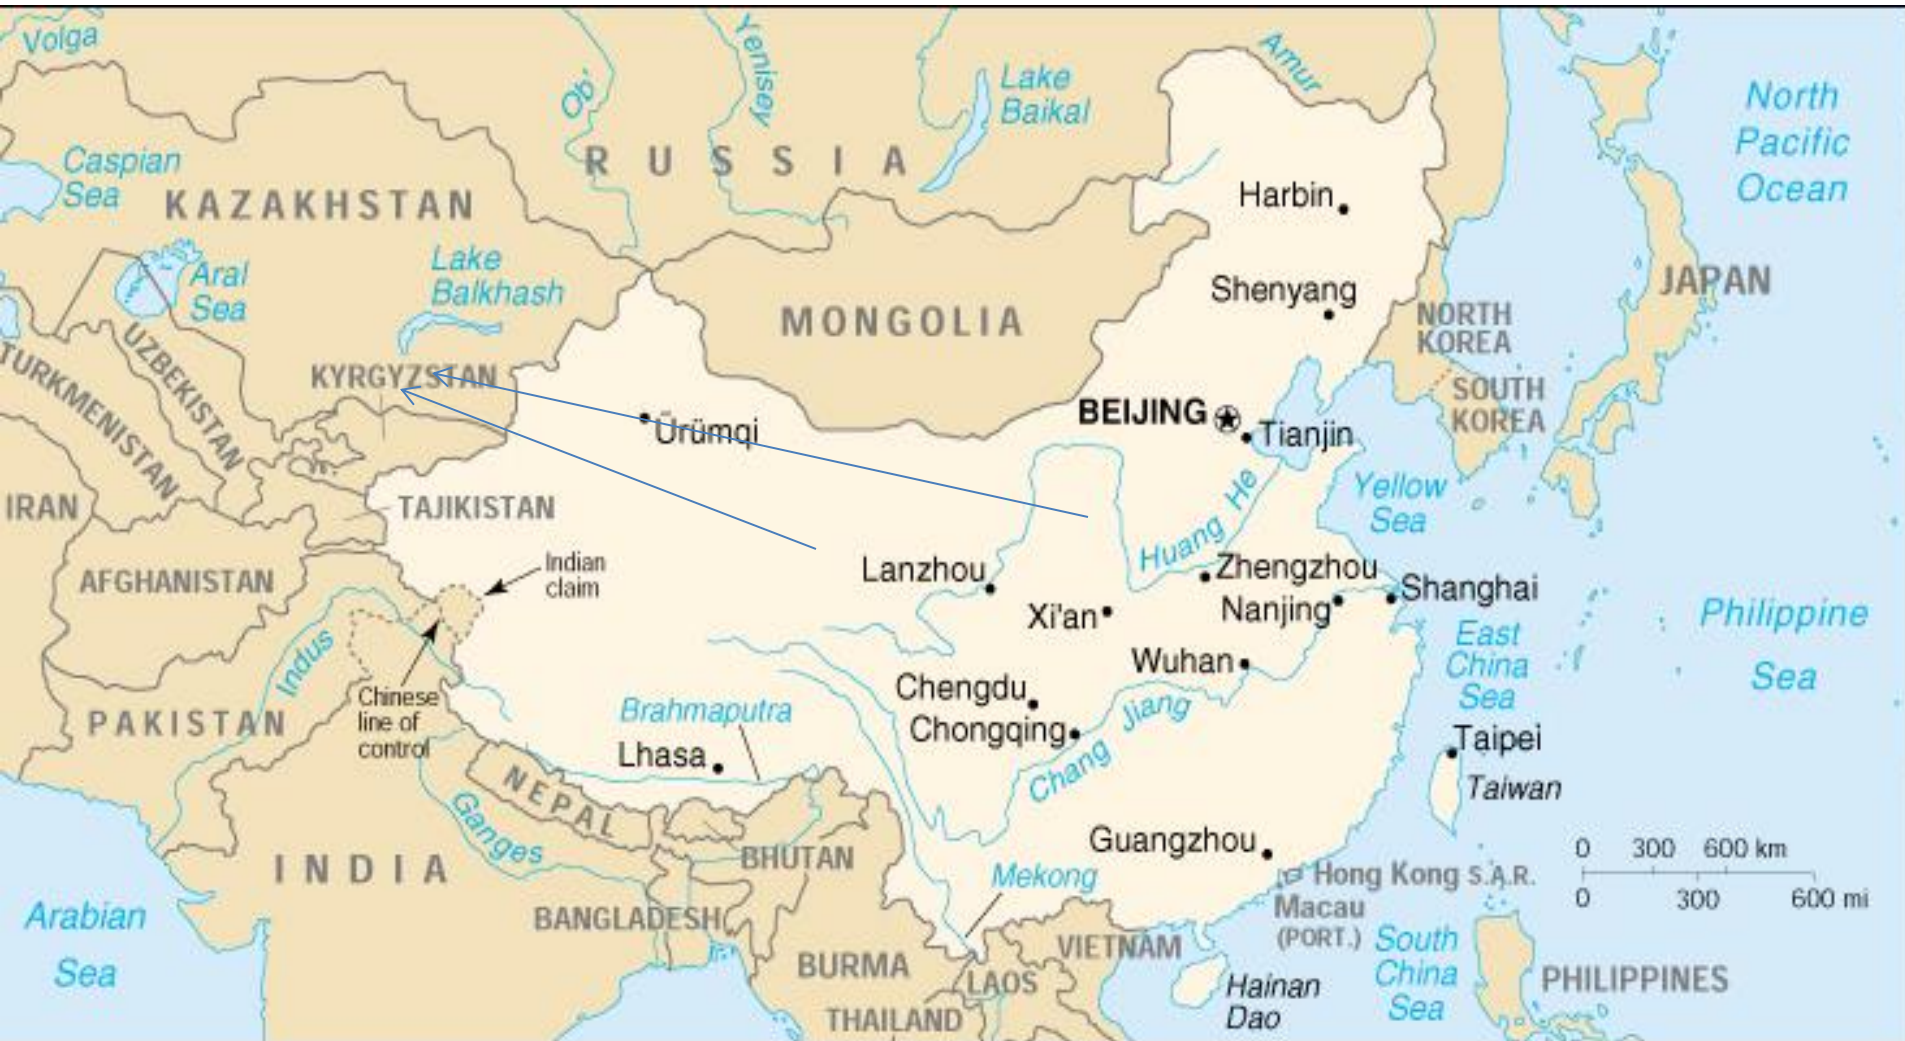 Volga
Ob'
Yenisey
Lake
Baikal
Amur
North
Pacific
Ocean
Caspian
Sea
RUSSIA
KAZAKHSTAN
Harbin
Aral
Sea
Lake
Balkhash
JAPAN
Shenyang
MONGOLIA
NORTH
KOREA
UZBEKISTAN
TURKMENISTAN
KYRGYZSTAN
SOUTH
KOREA
BEIJING
Tianjin
Ürümqi
Yellow
Sea
Huang He
IRAN
TAJIKISTAN
Indian
claim
AFGHANISTAN
Lanzhou
Zhengzhou
Shanghai
Xi'an
Nanjing
Philippine
Sea
East
China
Sea
Indus
Wuhan
Chengdu
Chongqing
Chang Jiang
Chinese
line of
control
PAKISTAN
Brahmaputra
Lhasa
Taipei
Taiwan
NEPAL
Ganges
INDIA
BHUTAN
Guangzhou
0 300 600 km
0 300 600 mi
Mekong
Hong Kong S.A.R.
Macau
(PORT.)
Arabian
Sea
BANGLADESH
VIETNAM
South
China
Sea
BURMA
LAOS
PHILIPPINES
Hainan
Dao
THAILAND